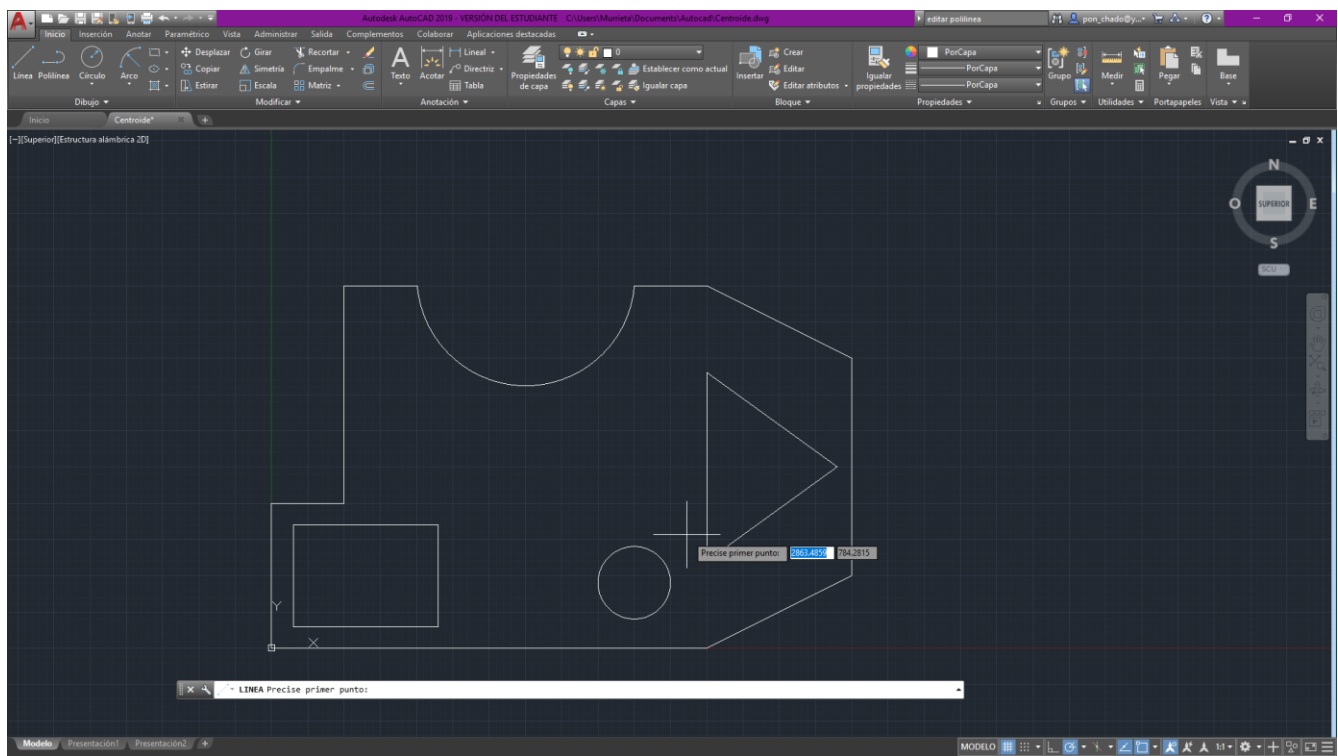 Autodesk AutoCAD 2019 - VERSIÓN DEL ESTUDIANTE C:\Users\Murrieta\Documents\Autocad\Centroide.dwg
editar polilinea
pon_chado@y...
Inicio Inserción Anotar Paramétrico Vista Administrar Salida Complementos Colaborar Aplicaciones destacadas
Línea Polilínea Círculo Arco
Desplazar Girar Recortar
Copiar Simetría Empalme
Estirar Escala Matriz
Texto Acotar
Lineal
Directriz
Tabla
Propiedades de capa
0
Establecer como actual
Igualar capa
Insertar
Crear
Editar
Editar atributos
Igualar propiedades
PorCapa
PorCapa
PorCapa
Grupo
Medir
Pegar
Base
Dibujo Modificar Anotación Capas Bloque Propiedades Grupos Utilidades Portapapeles Vista
Inicio Centroide*
[−][Superior][Estructura alámbrica 2D]
N
O SUPERIOR E
S
SCU
Precise primer punto: 2863.4859 784.2815
Y
X
LINEA Precise primer punto:
Modelo Presentación1 Presentación2 +
MODELO 1:1